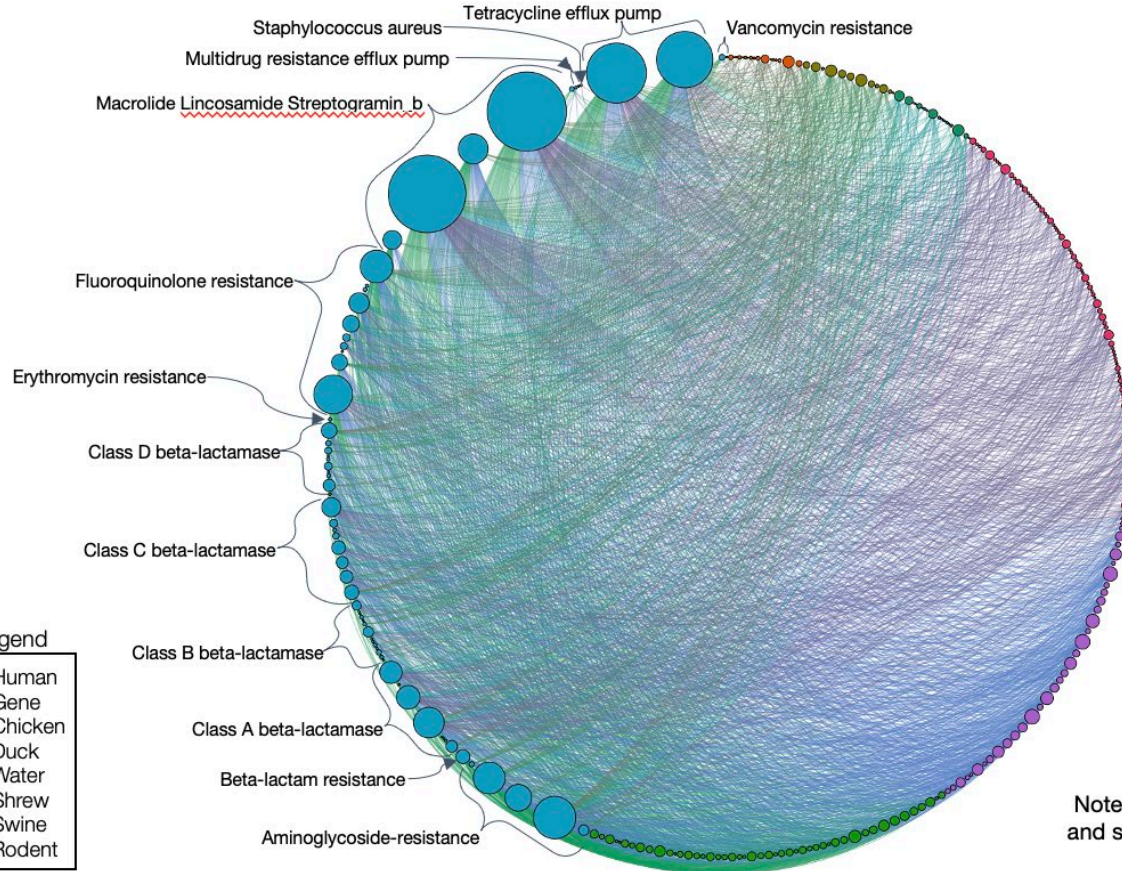 Tetracycline efflux pump
Staphylococcus aureus
Vancomycin resistance
Multidrug resistance efflux pump
Macrolide Lincosamide Streptogramin_b
Fluoroquinolone resistance
Erythromycin resistance
Class D beta-lactamase
Class C beta-lactamase
Class B beta-lactamase
Class A beta-lactamase
Beta-lactam resistance
Aminoglycoside-resistance
gend
Human
Gene
Chicken
Duck
Water
Shrew
Swine
Rodent
Note
and s